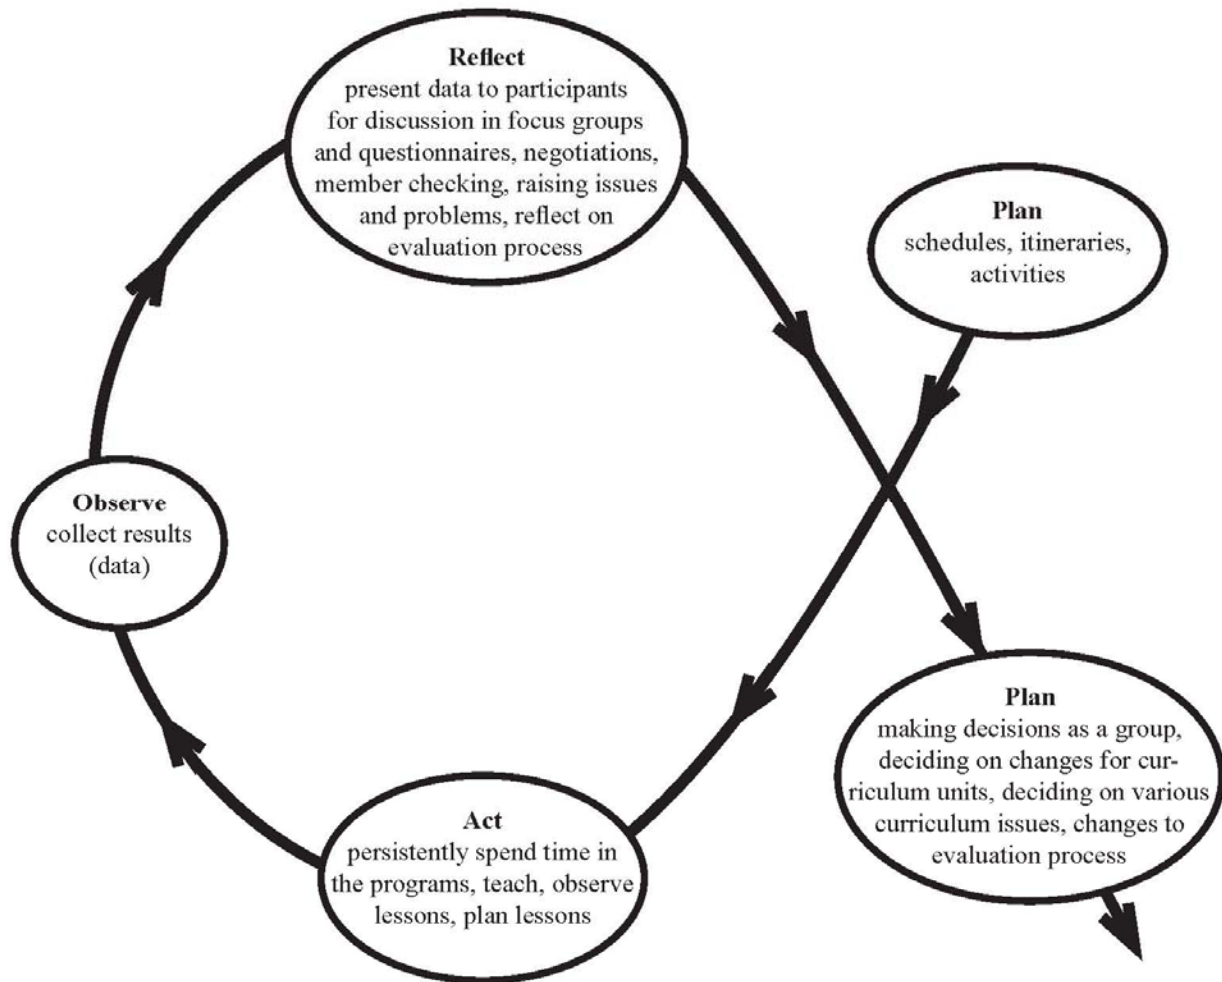 Reflect
present data to participants
for discussion in focus groups
and questionnaires, negotiations,
member checking, raising issues
and problems, reflect on
evaluation process
Plan
schedules, itineraries,
activities
Observe
collect results
(data)
Plan
making decisions as a group,
deciding on changes for cur-
riculum units, deciding on various
curriculum issues, changes to
evaluation process
Act
persistently spend time in
the programs, teach, observe
lessons, plan lessons